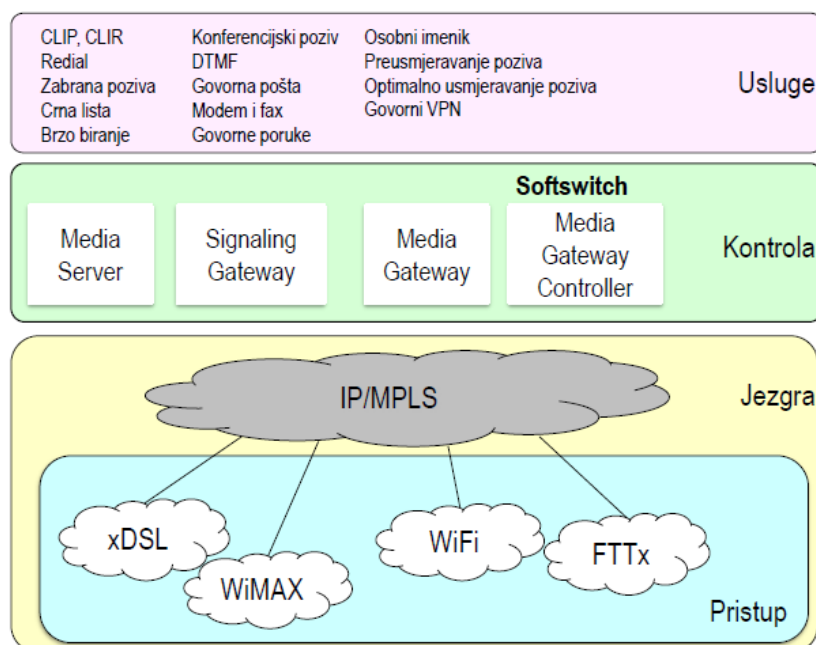 CLIP, CLIR
Redial
Zabrana poziva
Crna lista
Brzo biranje
Konferencijski poziv
DTMF
Govorna pošta
Modem i fax
Govorne poruke
Osobni imenik
Preusmjeravanje poziva
Optimalno usmjeravanje poziva
Govorni VPN
Usluge
Softswitch
Media
Server
Signaling
Gateway
Media
Gateway
Media
Gateway
Controller
Kontrola
IP/MPLS
Jezgra
xDSL
WiMAX
WiFi
FTTx
Pristup